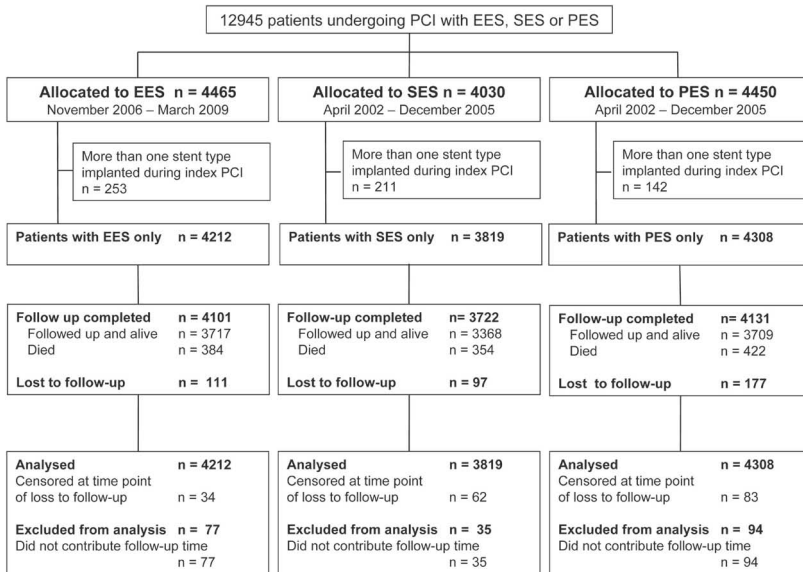 12945 patients undergoing PCI with EES, SES or PES
Allocated to EES n = 4465
November 2006 – March 2009
More than one stent type
implanted during index PCI
n = 253
Patients with EES only n = 4212
Follow up completed n = 4101
Followed up and alive n = 3717
Died n = 384
Lost to follow-up n = 111
Analysed n = 4212
Censored at time point
of loss to follow-up n = 34
Excluded from analysis n = 77
Did not contribute follow-up time
n = 77
Allocated to SES n = 4030
April 2002 – December 2005
More than one stent type
implanted during index PCI
n = 211
Patients with SES only n = 3819
Follow-up completed n= 3722
Followed up and alive n = 3368
Died n = 354
Lost to follow-up n = 97
Analysed n = 3819
Censored at time point
of loss to follow-up n = 62
Excluded from analysis n = 35
Did not contribute follow-up time
n = 35
Allocated to PES n = 4450
April 2002 – December 2005
More than one stent type
implanted during index PCI
n = 142
Patients with PES only n = 4308
Follow-up completed n = 4131
Followed up and alive n = 3709
Died n = 422
Lost to follow-up n = 177
Analysed n = 4308
Censored at time point
of loss to follow-up n = 83
Excluded from analysis n = 94
Did not contribute follow-up time
n = 94